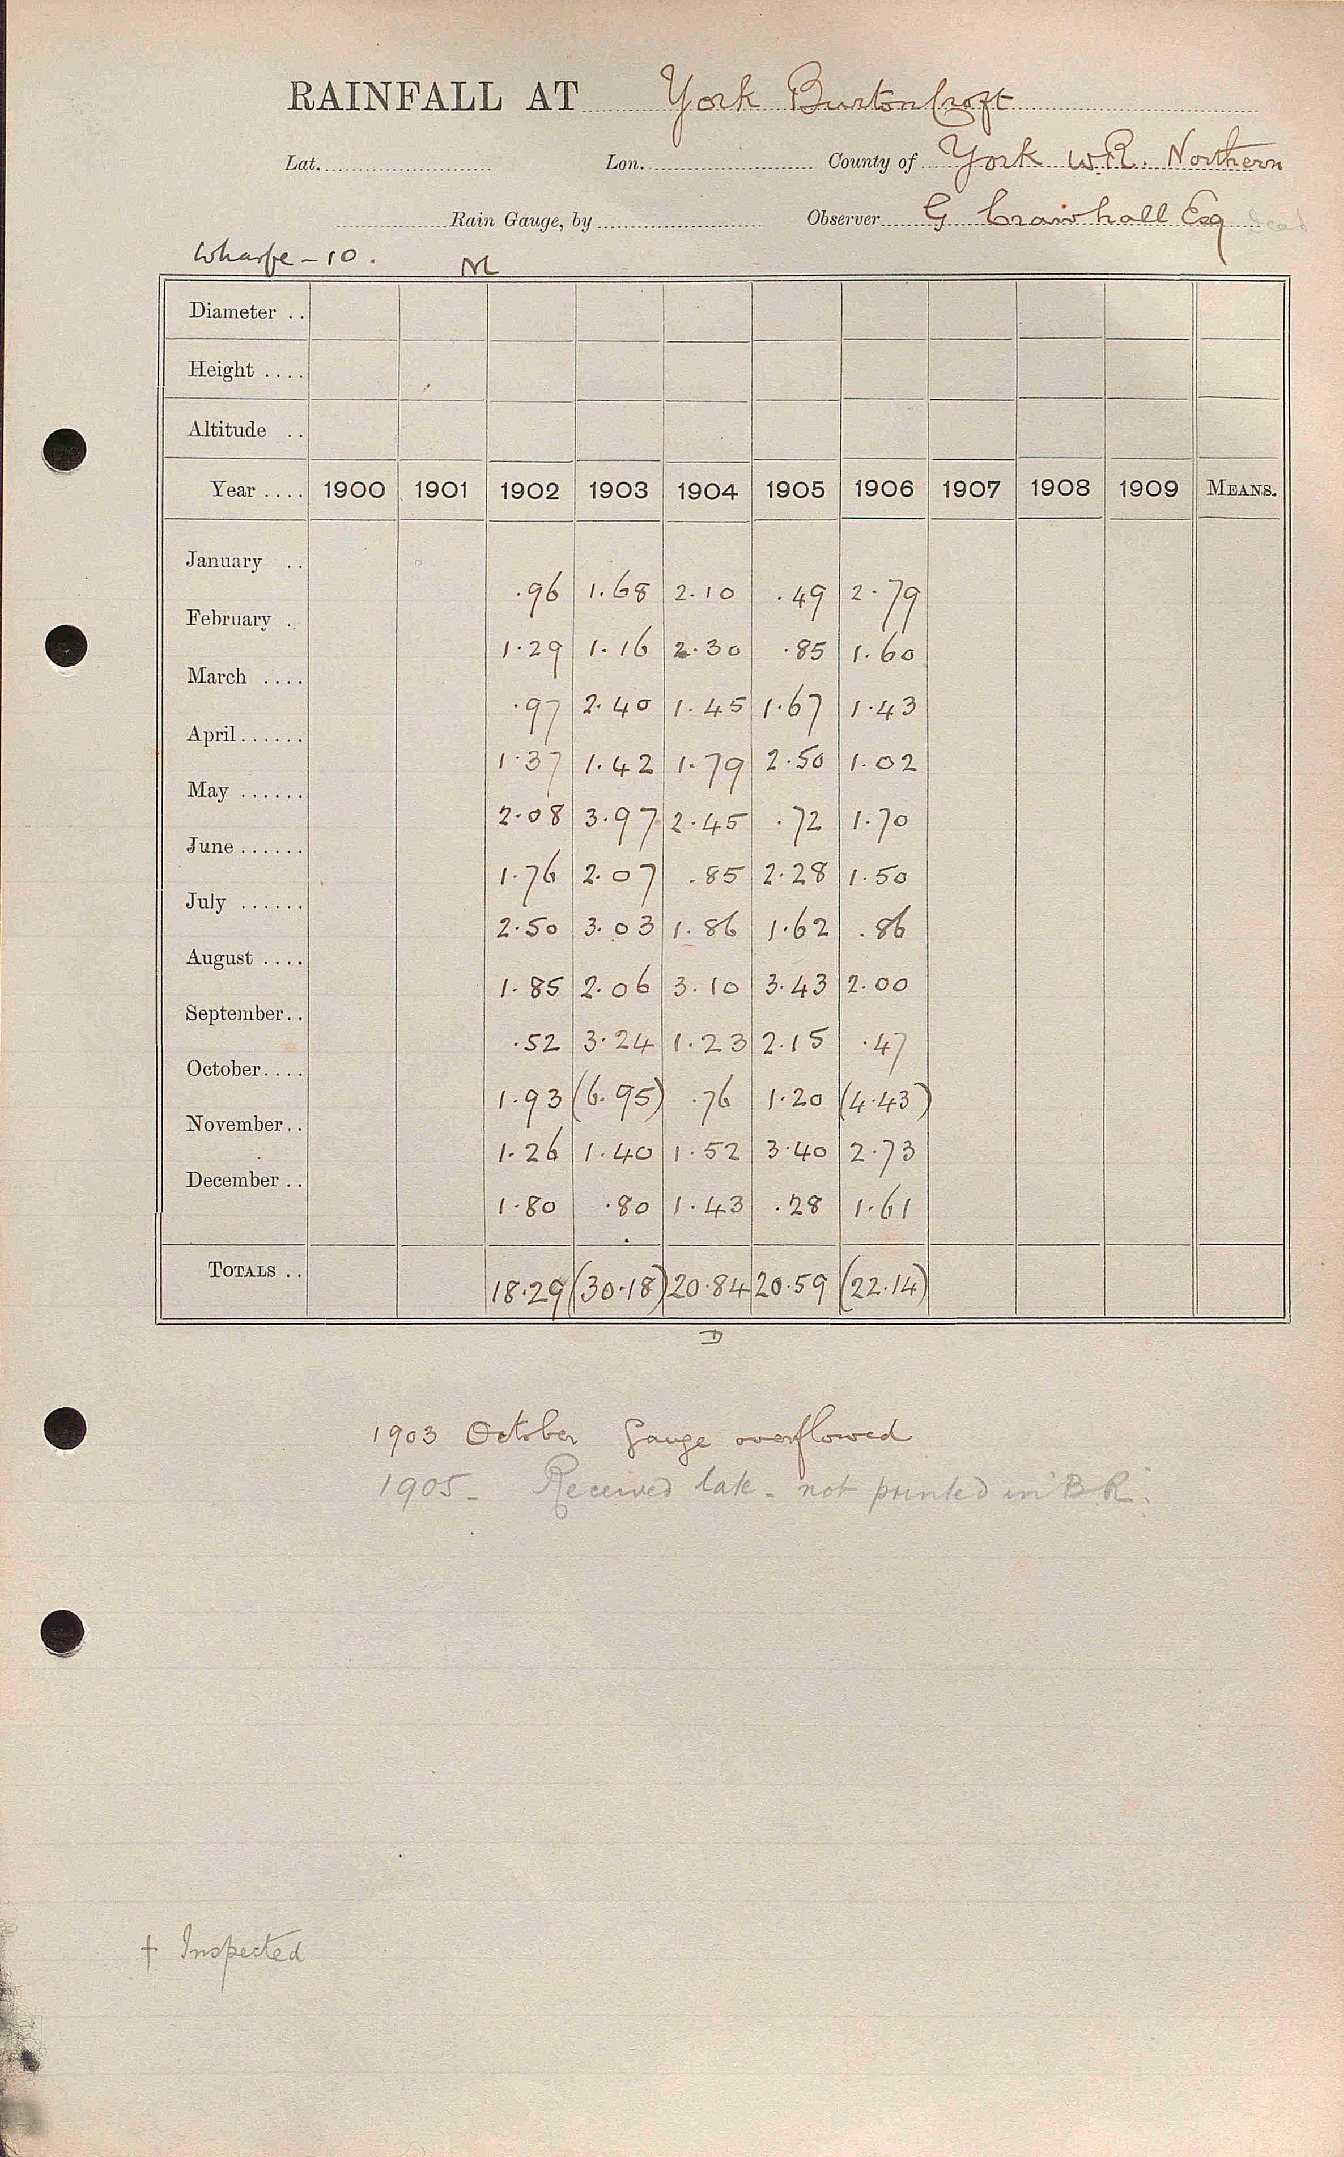 RAINFALL AT York Burton Croft
Lat. Lon. County of York W.R. Northern
Rain Gauge, by Observer G Crawhall Esq Dead
Wharfe - 10.
Diameter ..
Height ....
Altitude ..
Year .... 1900 1901 1902 1903 1904 1905 1906 1907 1908 1909 MEANS.
January .. .96 1.68 2.10 .49 2.79
February . 1.29 1.16 2.30 .85 1.60
March .... .97 2.40 1.45 1.67 1.43
April...... 1.37 1.42 1.79 2.50 1.02
May ...... 2.08 3.97 2.45 .72 1.70
June ...... 1.76 2.07 .85 2.28 1.50
July ...... 2.50 3.03 1.86 1.62 .86
August .... 1.85 2.06 3.10 3.43 2.00
September.. .52 3.24 1.23 2.15 .47
October.... 1.93 (6.95) .76 1.20 (4.43)
November.. 1.26 1.40 1.52 3.40 2.73
December .. 1.80 .80 1.43 .28 1.61
TOTALS .. 18.29 (30.18) 20.84 20.59 (22.14)
1903 October Gauge overflowed
1905 - Received late - not printed in 'B R'.
† Inspected